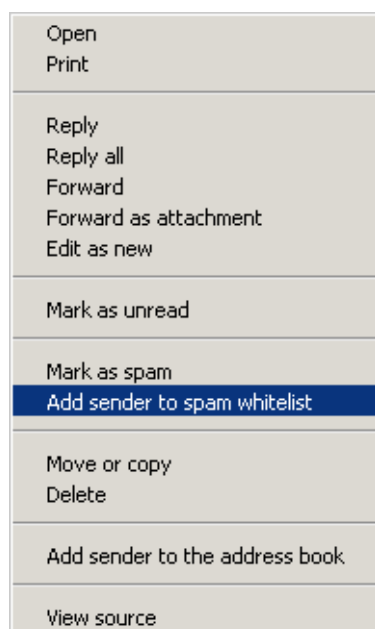 Open
Print
Reply
Reply all
Forward
Forward as attachment
Edit as new
Mark as unread
Mark as spam
Add sender to spam whitelist
Move or copy
Delete
Add sender to the address book
View source